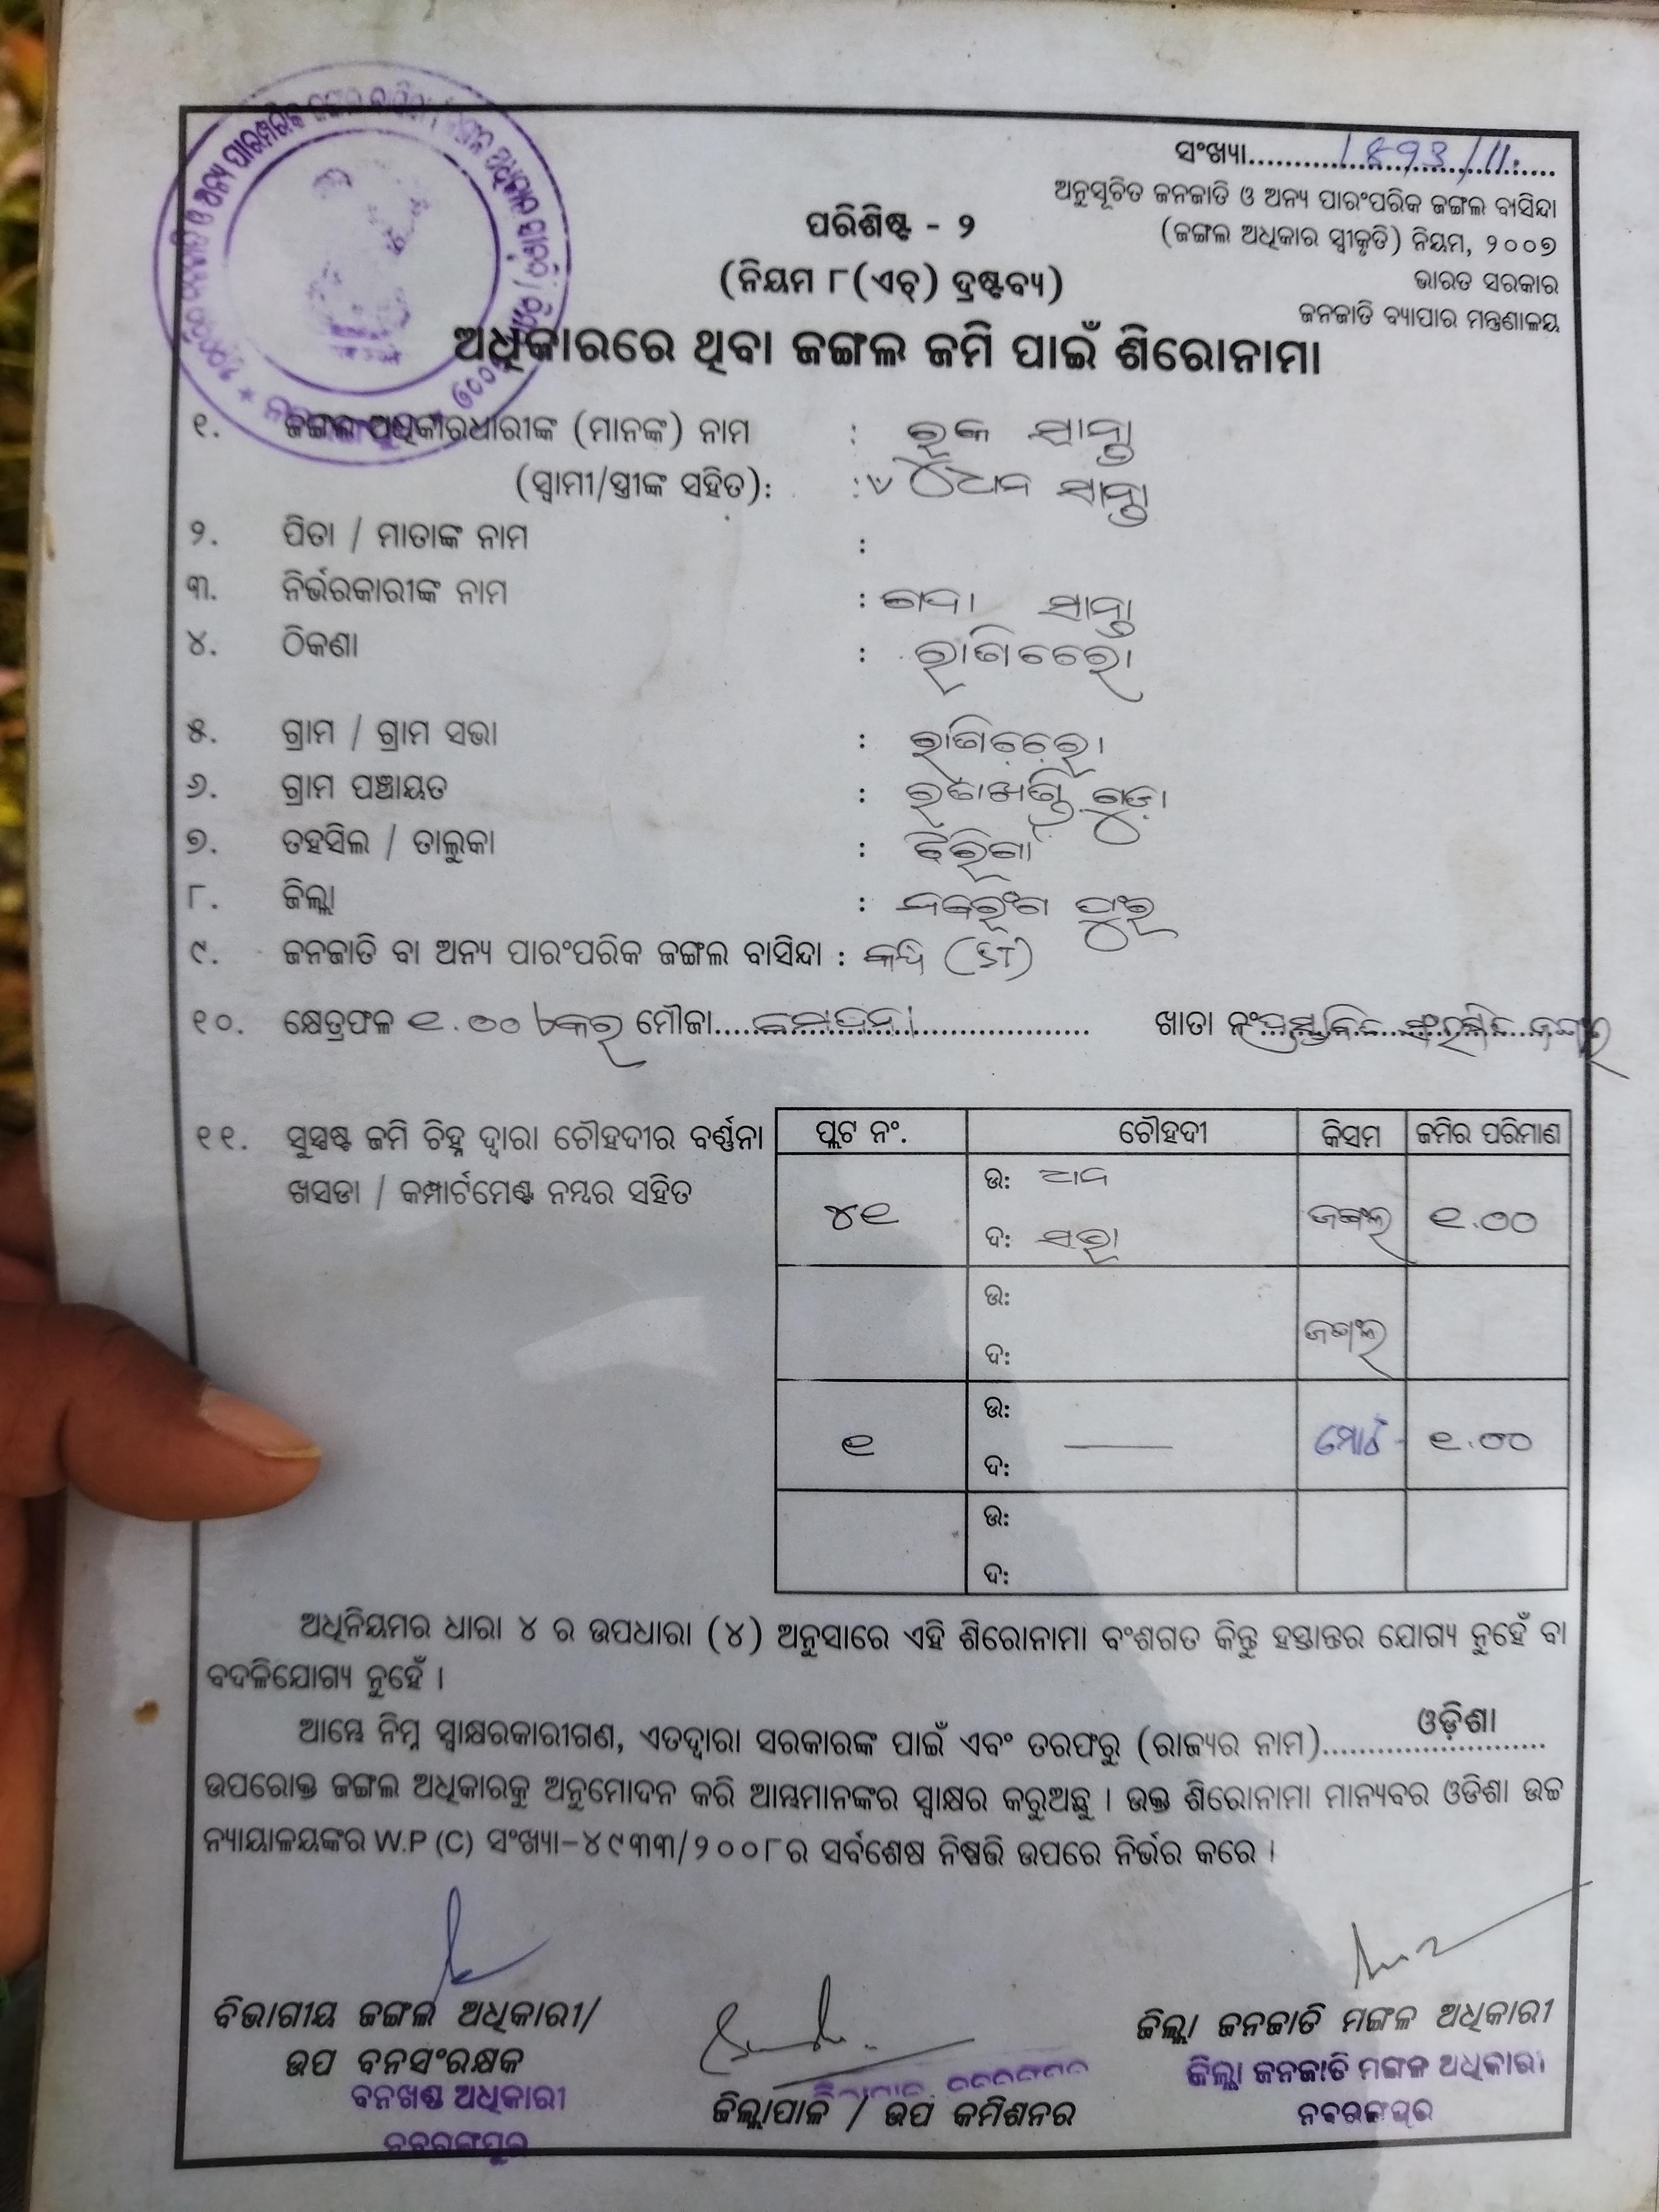 ସଂଖ୍ୟା
ଅନୁସୂଚିତ ଜନଜାତି ଓ ଅନ୍ୟ ପାରଂପରିକ ଜଙ୍ଗଲ ବାସିନ୍ଦା
(ଜଙ୍ଗଲ ଅଧିକାର ସ୍ୱୀକୃତି) ନିୟମ, ୨୦୦୭
ଭାରତ ସରକାର
ଜନଜାତି ବ୍ୟାପାର ମନ୍ତ୍ରଣାଳୟ
ପରିଶିଷ୍ଟ - ୨
(ନିୟମ ୮(ଏଚ୍) ଦ୍ରଷ୍ଟବ୍ୟ)
ଅଧିକାରରେ ଥିବା ଜଙ୍ଗଲ ଜମି ପାଇଁ ଶିରୋନାମା
୧. ଜଙ୍ଗଲ ଅଧିକାରଧାରୀଙ୍କ (ମାନଙ୍କ) ନାମ :
(ସ୍ୱାମୀ/ସ୍ତ୍ରୀଙ୍କ ସହିତ) :
୨. ପିତା / ମାତାଙ୍କ ନାମ :
୩. ନିର୍ଭରକାରୀଙ୍କ ନାମ :
୪. ଠିକଣା :
୫. ଗ୍ରାମ / ଗ୍ରାମ ସଭା :
୬. ଗ୍ରାମ ପଞ୍ଚାୟତ :
୭. ତହସିଲ / ତାଲୁକା :
୮. ଜିଲ୍ଲା : ନବରଂଗ ପୁର
୯. ଜନଜାତି ବା ଅନ୍ୟ ପାରଂପରିକ ଜଙ୍ଗଲ ବାସିନ୍ଦା : (ST)
୧୦. କ୍ଷେତ୍ରଫଳ ୧.୦୦ ଏକର ମୌଜା ଖାତା ନଂ
୧୧. ସୁସ୍ପଷ୍ଟ ଜମି ଚିହ୍ନ ଦ୍ୱାରା ଚୌହଦୀର ବର୍ଣ୍ଣନା
ଖସଡା / କମ୍ପାର୍ଟମେଣ୍ଟ ନମ୍ବର ସହିତ
ପ୍ଲଟ ନଂ. ଚୌହଦୀ କିସମ ଜମିର ପରିମାଣ
ଉ:
୪୧ ଜଙ୍ଗଲ ୧.୦୦
ଦ:
ଉ:
ଜଙ୍ଗଲ
ଦ:
ଉ:
୧ ମୋଟ - ୧.୦୦
ଦ:
ଉ:
ଦ:
ଅଧିନିୟମର ଧାରା ୪ ର ଉପଧାରା (୪) ଅନୁସାରେ ଏହି ଶିରୋନାମା ବଂଶଗତ କିନ୍ତୁ ହସ୍ତାନ୍ତର ଯୋଗ୍ୟ ନୁହେଁ ବା
ବଦଳିଯୋଗ୍ୟ ନୁହେଁ ।
ଆମ୍ଭେ ନିମ୍ନ ସ୍ୱାକ୍ଷରକାରୀଗଣ, ଏତଦ୍ୱାରା ସରକାରଙ୍କ ପାଇଁ ଏବଂ ତରଫରୁ (ରାଜ୍ୟର ନାମ) ଓଡ଼ିଶା
ଉପରୋକ୍ତ ଜଙ୍ଗଲ ଅଧିକାରକୁ ଅନୁମୋଦନ କରି ଆମ୍ଭମାନଙ୍କର ସ୍ୱାକ୍ଷର କରୁଅଛୁ । ଉକ୍ତ ଶିରୋନାମା ମାନ୍ୟବର ଓଡିଶା ଉଚ୍ଚ
ନ୍ୟାୟାଳୟଙ୍କର W.P (C) ସଂଖ୍ୟା-୪୯୩୩/୨୦୦୮ର ସର୍ବଶେଷ ନିଷ୍ପତ୍ତି ଉପରେ ନିର୍ଭର କରେ ।
ବିଭାଗୀୟ ଜଙ୍ଗଲ ଅଧିକାରୀ/
ଉପ ବନସଂରକ୍ଷକ
ବନଖଣ୍ଡ ଅଧିକାରୀ
ନବରଙ୍ଗପୁର
ଜିଲ୍ଲାପାଳ / ଉପ କମିଶନର
ଜିଲ୍ଲା ଜନଜାତି ମଙ୍ଗଳ ଅଧିକାରୀ
ଜିଲ୍ଲା ଜନଜାତି ମଙ୍ଗଳ ଅଧିକାରୀ
ନବରଙ୍ଗପୁର